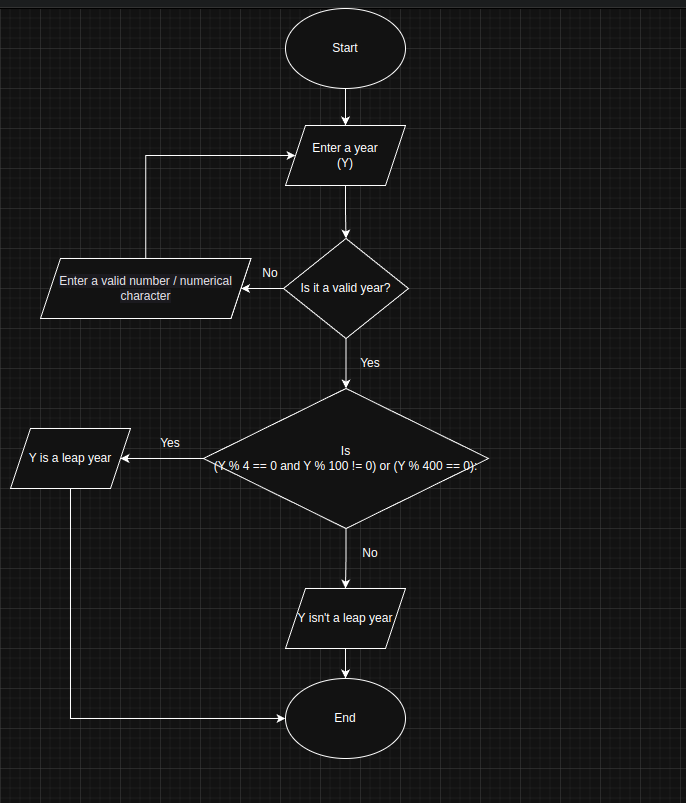 Start
Enter a year
(Y)
No
Enter a valid number / numerical
character
Is it a valid year?
Yes
Yes
Y is a leap year
Is
(Y % 4 == 0 and Y % 100 != 0) or (Y % 400 == 0):
No
Y isn't a leap year
End